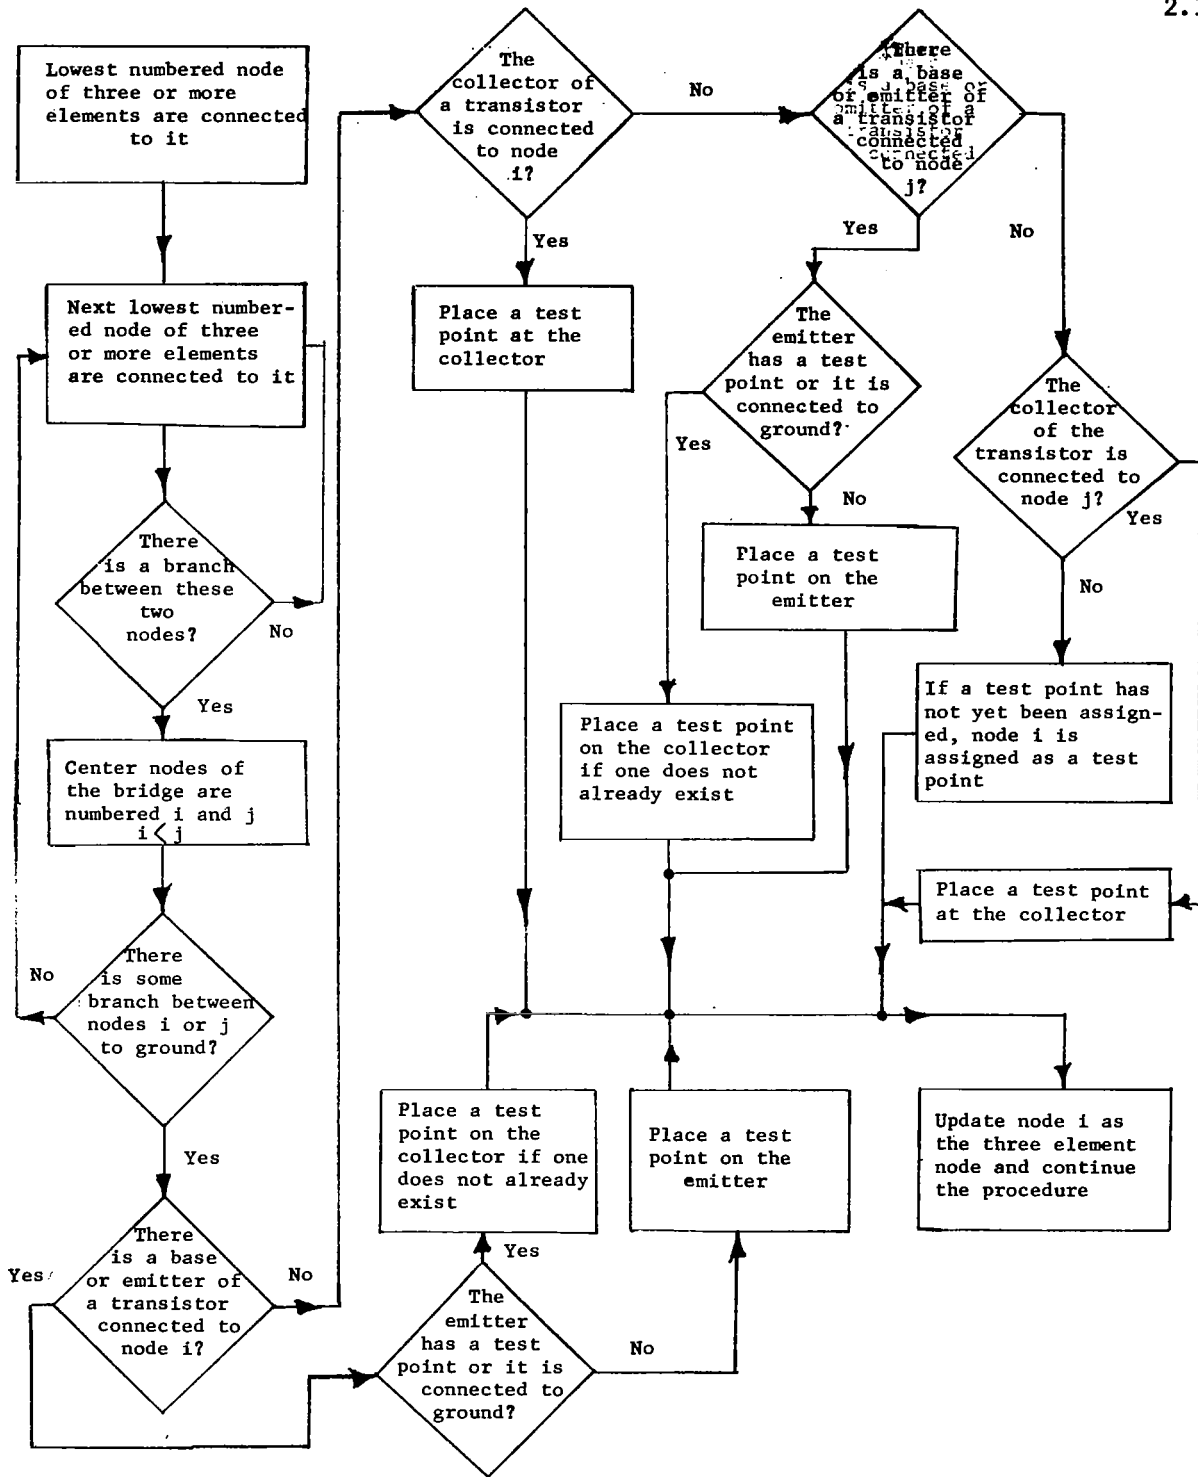 2.
Lowest numbered node
of three or more
elements are connected
to it
Next lowest number-
ed node of three
or more elements
are connected to it
There
is a branch
between these
two
nodes?
No
Yes
Center nodes of
the bridge are
numbered i and j
i < j
There
is some
branch between
nodes i or j
to ground?
No
Yes
There
is a base
or emitter of
a transistor
connected to
node i?
Yes
No
The
collector of
a transistor
is connected
to node
i?
No
Yes
Place a test
point at the
collector
There
is a base
or emitter of
a transistor
connected
to node
j?
Yes
No
The
emitter
has a test
point or it is
connected to
ground?
Yes
No
Place a test
point on the
emitter
Place a test point
on the collector
if one does not
already exist
The
collector
of the
transistor is
connected to
node j?
Yes
No
If a test point has
not yet been assign-
ed, node i is
assigned as a test
point
Place a test point
at the collector
Place a test
point on the
collector if one
does not already
exist
Yes
The
emitter
has a test
point or it is
connected to
ground?
No
Place a test
point on the
emitter
Update node i as
the three element
node and continue
the procedure